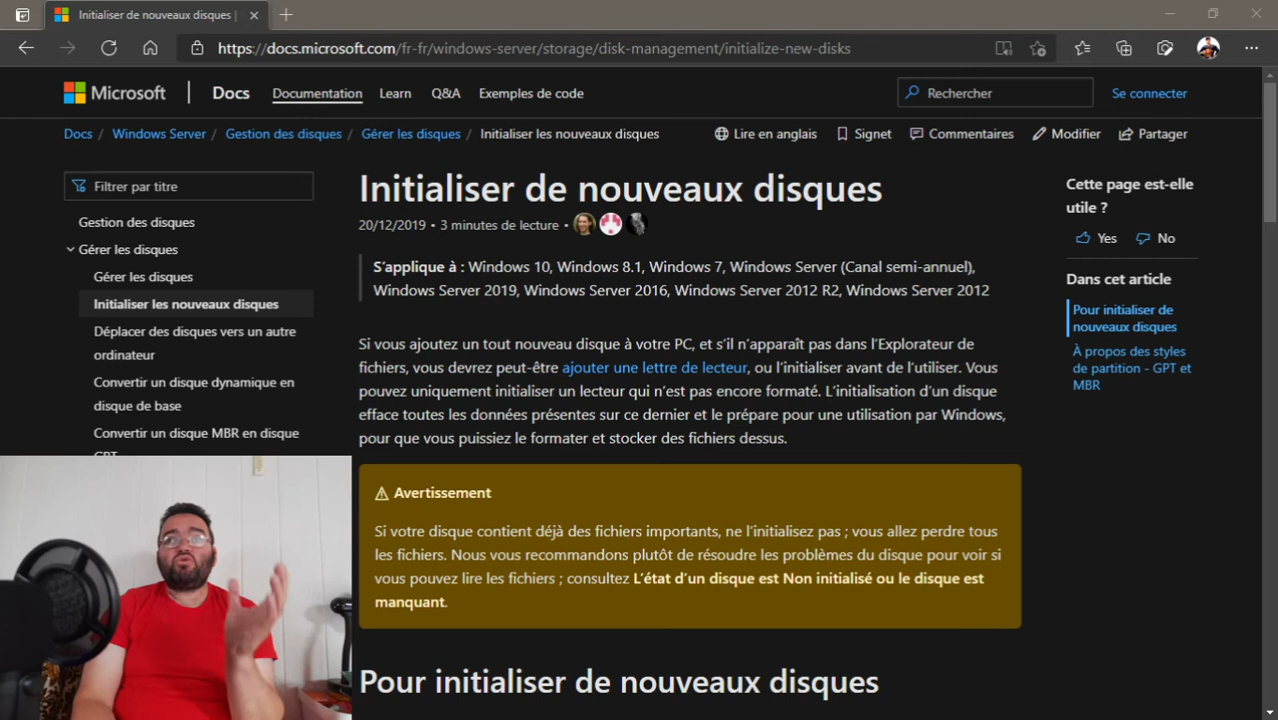 Initialiser de nouveaux disques |
https://docs.microsoft.com/fr-fr/windows-server/storage/disk-management/initialize-new-disks
Microsoft
Docs
Documentation
Learn
Q&A
Exemples de code
Rechercher
Se connecter
Docs / Windows Server / Gestion des disques / Gérer les disques / Initialiser les nouveaux disques
Lire en anglais
Signet
Commentaires
Modifier
Partager
Filtrer par titre
Gestion des disques
Gérer les disques
Gérer les disques
Initialiser les nouveaux disques
Déplacer des disques vers un autre
ordinateur
Convertir un disque dynamique en
disque de base
Convertir un disque MBR en disque
GPT
Initialiser de nouveaux disques
20/12/2019 • 3 minutes de lecture •
S’applique à : Windows 10, Windows 8.1, Windows 7, Windows Server (Canal semi-annuel),
Windows Server 2019, Windows Server 2016, Windows Server 2012 R2, Windows Server 2012
Si vous ajoutez un tout nouveau disque à votre PC, et s’il n’apparaît pas dans l’Explorateur de
fichiers, vous devrez peut-être ajouter une lettre de lecteur, ou l’initialiser avant de l’utiliser. Vous
pouvez uniquement initialiser un lecteur qui n’est pas encore formaté. L’initialisation d’un disque
efface toutes les données présentes sur ce dernier et le prépare pour une utilisation par Windows,
pour que vous puissiez le formater et stocker des fichiers dessus.
Avertissement
Si votre disque contient déjà des fichiers importants, ne l’initialisez pas ; vous allez perdre tous
les fichiers. Nous vous recommandons plutôt de résoudre les problèmes du disque pour voir si
vous pouvez lire les fichiers ; consultez L’état d’un disque est Non initialisé ou le disque est
manquant.
Pour initialiser de nouveaux disques
Cette page est-elle
utile ?
Yes
No
Dans cet article
Pour initialiser de
nouveaux disques
À propos des styles
de partition - GPT et
MBR